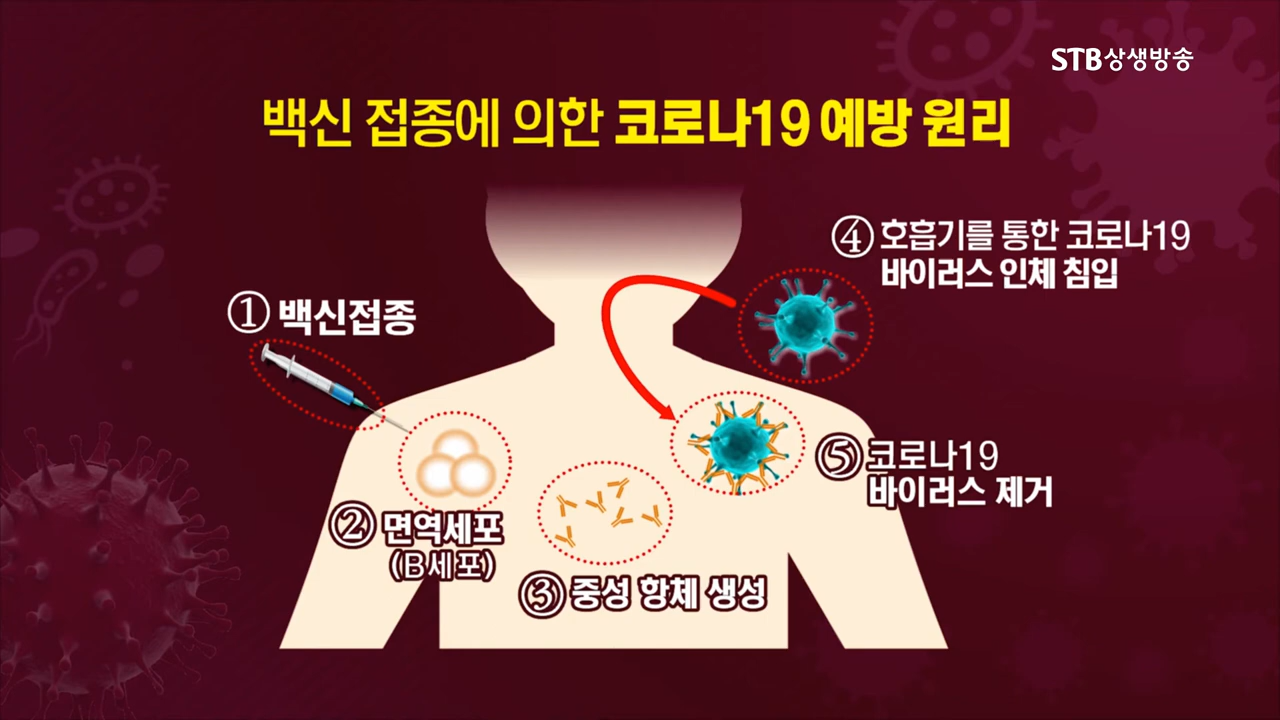 STB상생방송
백신 접종에 의한 코로나19 예방 원리
① 백신접종
② 면역세포
(B세포)
③ 중성 항체 생성
④ 호흡기를 통한 코로나19
바이러스 인체 침입
⑤ 코로나19
바이러스 제거